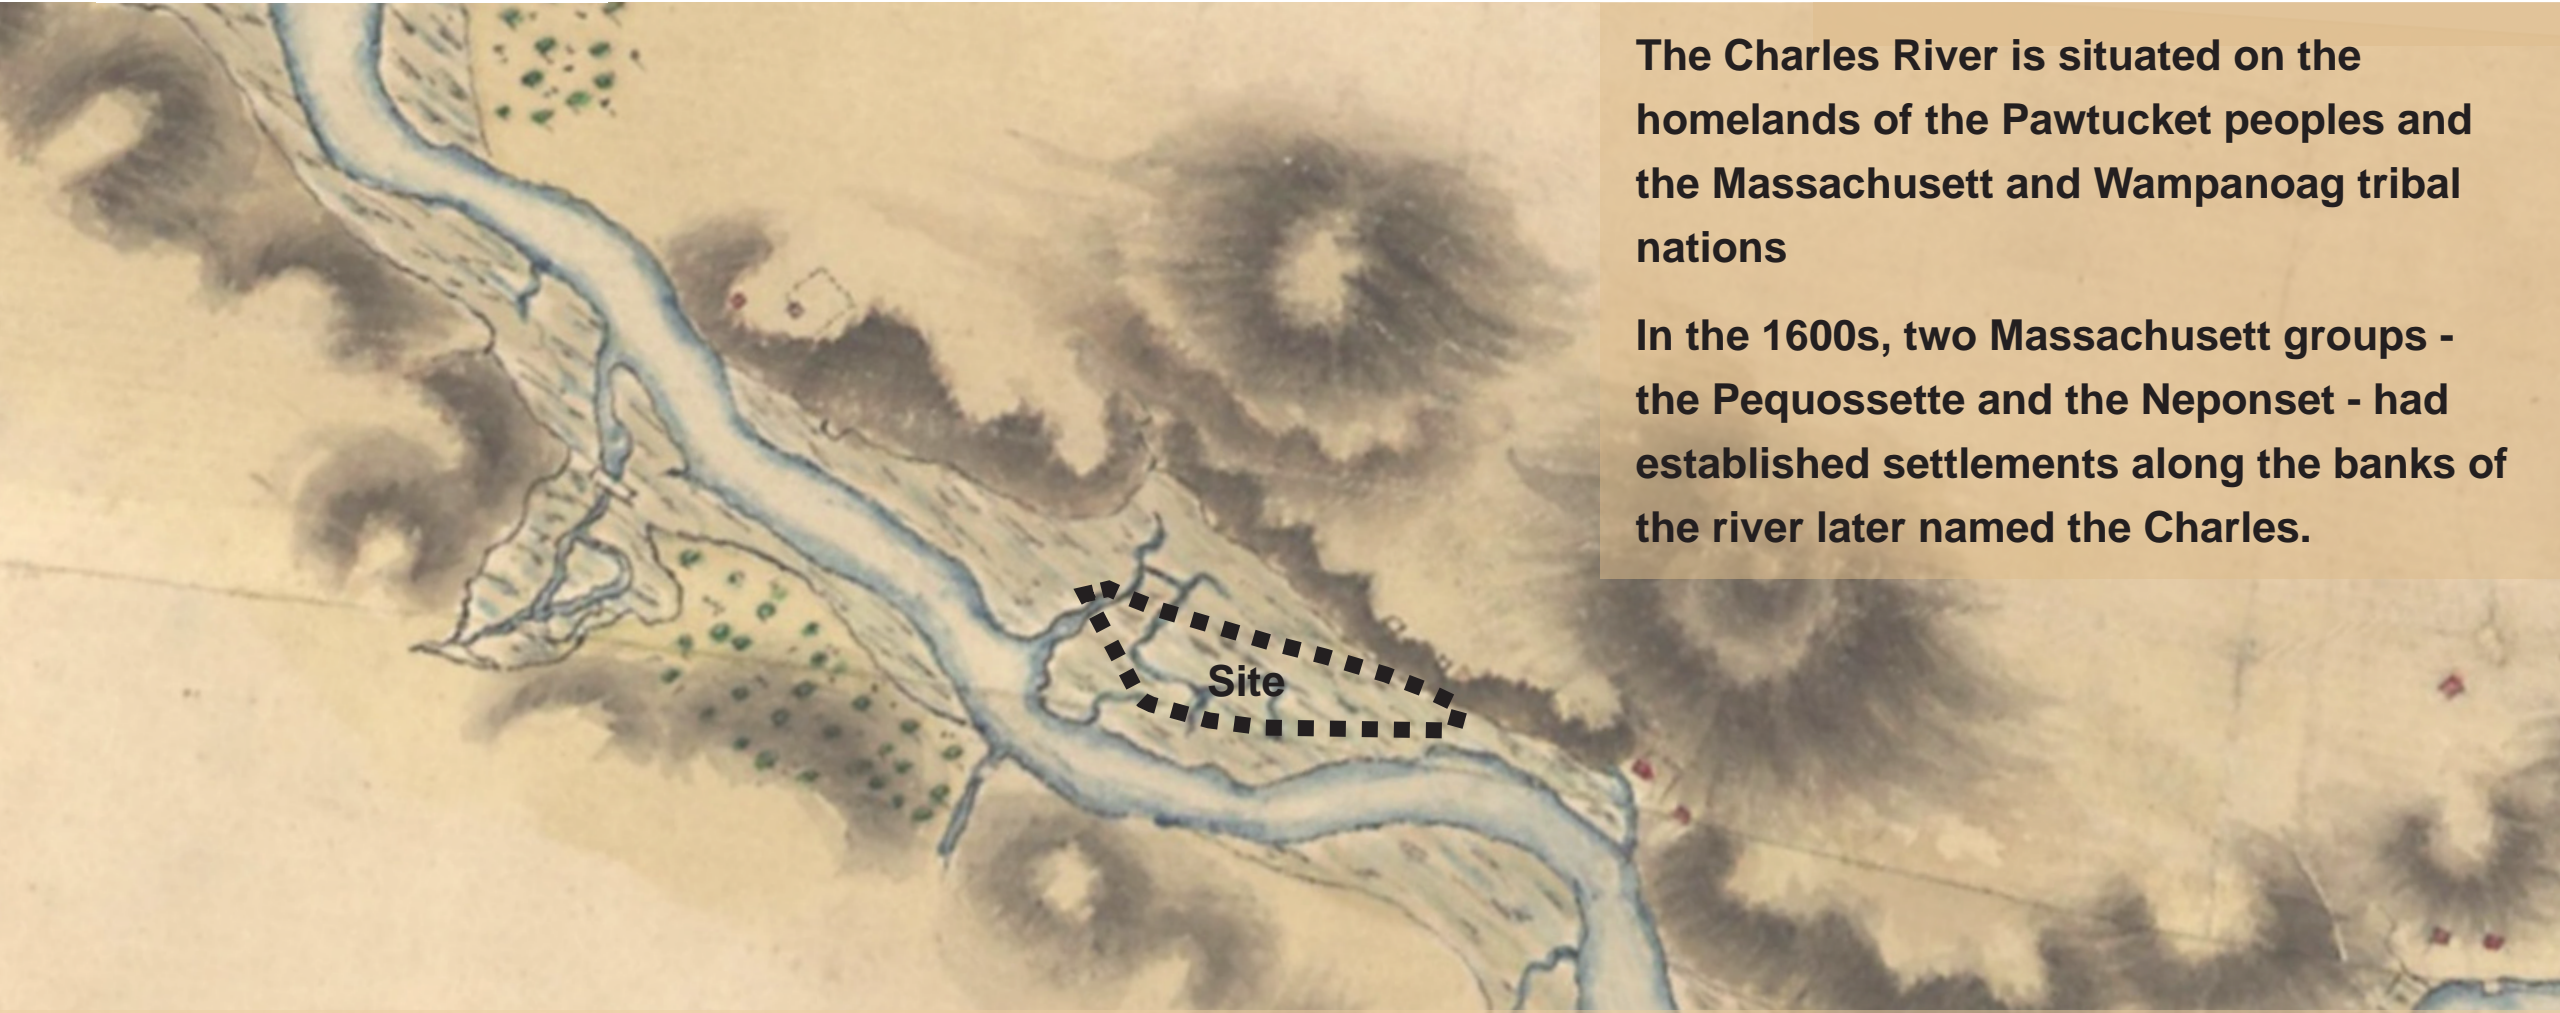 The Charles River is situated on the
homelands of the Pawtucket peoples and
the Massachusett and Wampanoag tribal
nations
In the 1600s, two Massachusett groups -
the Pequossette and the Neponset - had
established settlements along the banks of
the river later named the Charles.
Site